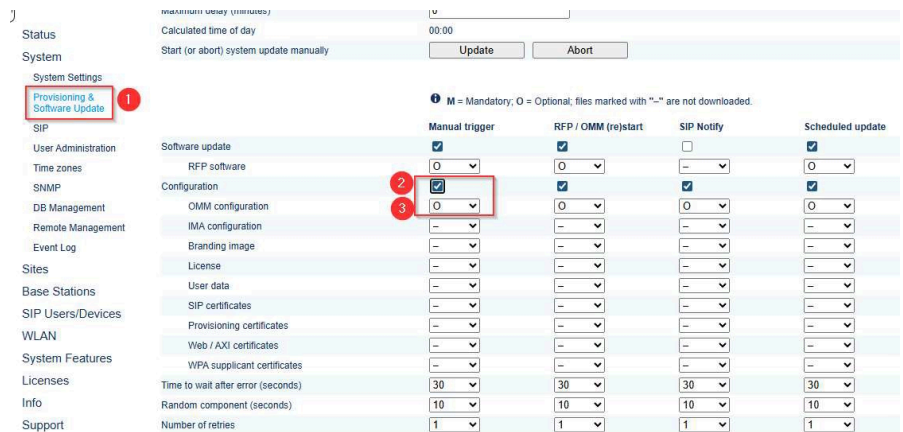 Maximum delay (minutes) 0
Status
Calculated time of day 00:00
System
Start (or abort) system update manually Update Abort
System Settings
Provisioning &
Software Update
1
M = Mandatory; O = Optional; files marked with "–" are not downloaded.
Manual trigger RFP / OMM (re)start SIP Notify Scheduled update
SIP
User Administration
Software update
Time zones
RFP software O O – O
SNMP
Configuration 2
DB Management
OMM configuration 3 O O O O
Remote Management
IMA configuration – – – –
Event Log
Branding image – – – –
Sites
License – – – –
Base Stations
User data – – – –
SIP Users/Devices
SIP certificates – – – –
Provisioning certificates – – – –
WLAN
Web / AXI certificates – – – –
System Features
WPA supplicant certificates – – – –
Licenses
Time to wait after error (seconds) 30 30 30 30
Info
Random component (seconds) 10 10 10 10
Support
Number of retries 1 1 1 1